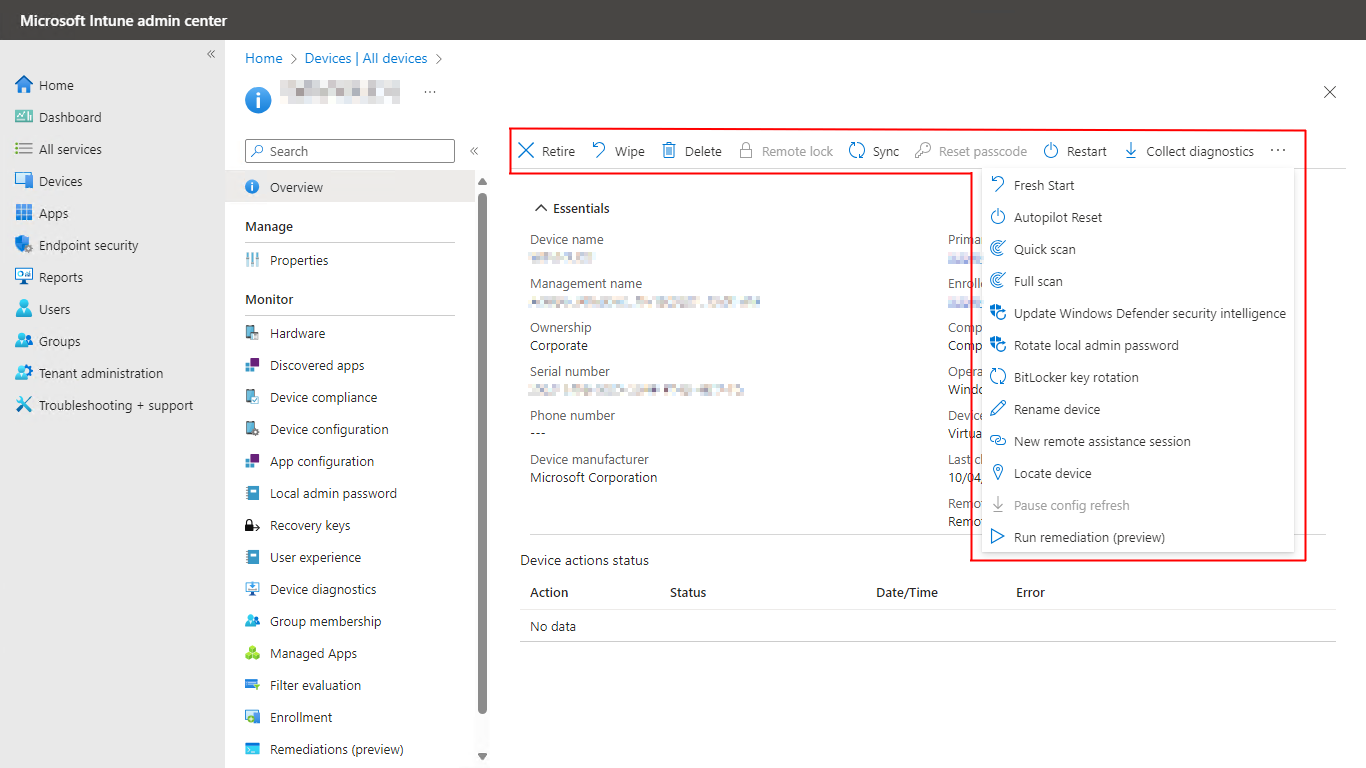 Microsoft Intune admin center
Home
Dashboard
All services
Devices
Apps
Endpoint security
Reports
Users
Groups
Tenant administration
Troubleshooting + support
Home > Devices | All devices >
Search
Overview
Manage
Properties
Monitor
Hardware
Discovered apps
Device compliance
Device configuration
App configuration
Local admin password
Recovery keys
User experience
Device diagnostics
Group membership
Managed Apps
Filter evaluation
Enrollment
Remediations (preview)
Retire Wipe Delete Remote lock Sync Reset passcode Restart Collect diagnostics ...
Fresh Start
Autopilot Reset
Quick scan
Full scan
Update Windows Defender security intelligence
Rotate local admin password
BitLocker key rotation
Rename device
New remote assistance session
Locate device
Pause config refresh
Run remediation (preview)
Essentials
Device name
Management name
Ownership
Corporate
Serial number
Phone number
---
Device manufacturer
Microsoft Corporation
Prima
Enrolle
Comp
Comp
Opera
Windo
Device
Virtua
Last c
10/04,
Remo
Remo
Device actions status
Action Status Date/Time Error
No data